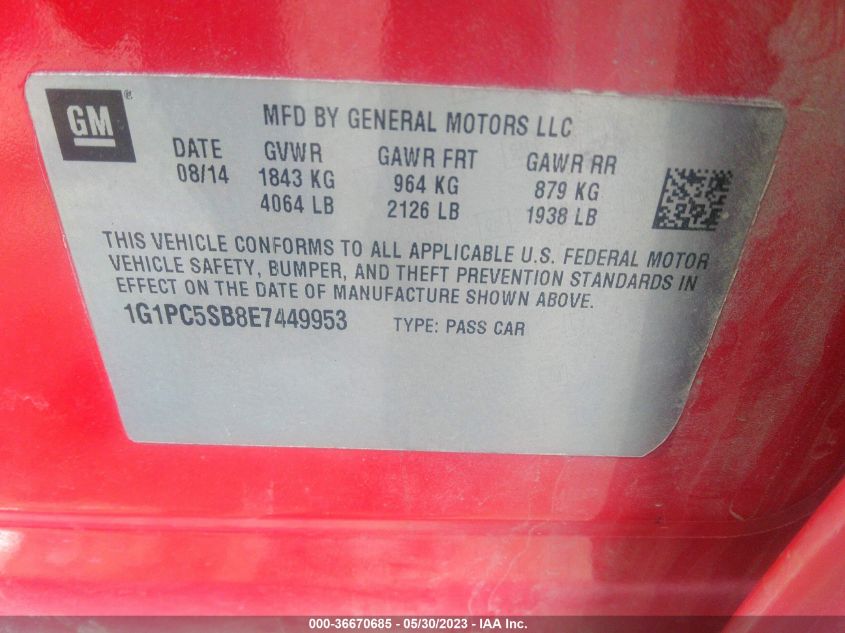 GM ®
MFD BY GENERAL MOTORS LLC
DATE GVWR GAWR FRT GAWR RR
08/14 1843 KG 964 KG 879 KG
4064 LB 2126 LB 1938 LB
THIS VEHICLE CONFORMS TO ALL APPLICABLE U.S. FEDERAL MOTOR
VEHICLE SAFETY, BUMPER, AND THEFT PREVENTION STANDARDS IN
EFFECT ON THE DATE OF MANUFACTURE SHOWN ABOVE.
1G1PC5SB8E7449953 TYPE: PASS CAR
000-36670685 - 05/30/2023 - IAA Inc.